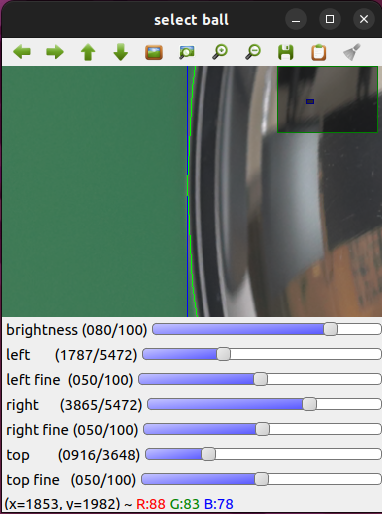 select ball
brightness (080/100)
left (1787/5472)
left fine (050/100)
right (3865/5472)
right fine (050/100)
top (0916/3648)
top fine (050/100)
(x=1853, y=1982) ~ R:88 G:83 B:78